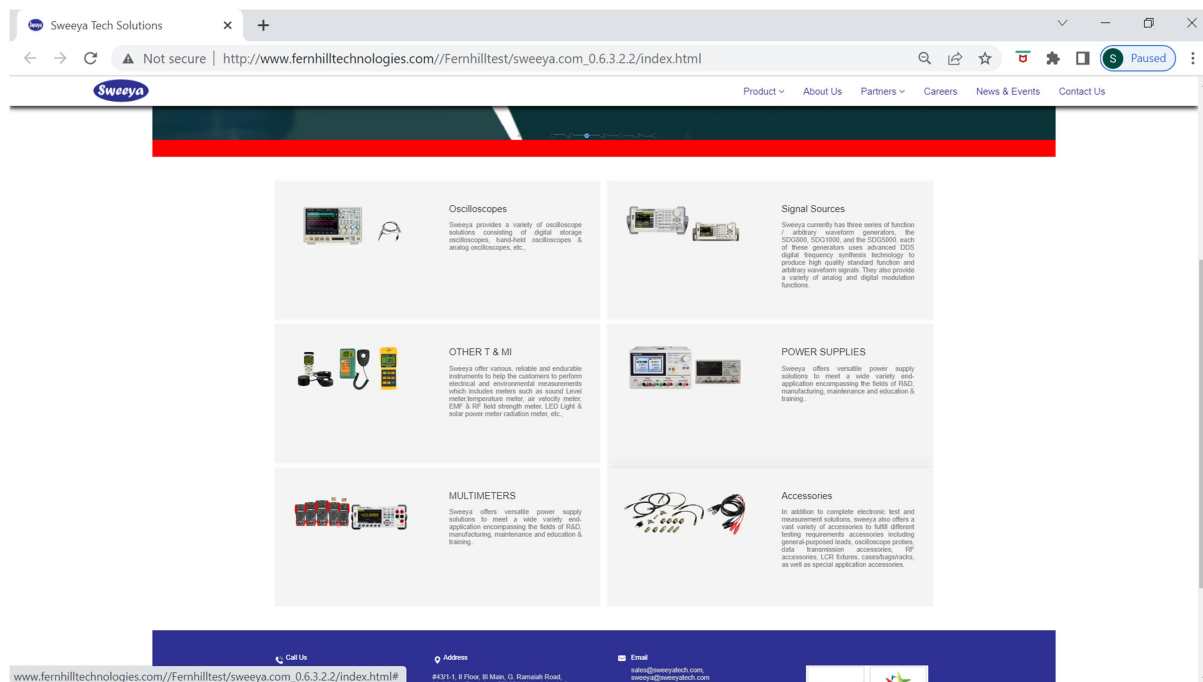 Sweeya Tech Solutions
Not secure
http://www.fernhilltechnologies.com//Fernhilltest/sweeya.com_0.6.3.2.2/index.html
S Paused
Sweeya
Product About Us Partners Careers News & Events Contact Us
Oscilloscopes
Sweeya provides a variety of oscilloscope
solutions consisting of digital storage
oscilloscopes, hand-held oscilloscopes &
analog oscilloscopes, etc.,
Signal Sources
Sweeya currently has three series of function
/ arbitrary waveform generators, the
SDG800, SDG1000, and the SDG5000. each
of these generators uses advanced DDS
digital frequency synthesis technology to
produce high quality standard function and
arbitrary waveform signals. They also provide
a variety of analog and digital modulation
functions.
OTHER T & MI
Sweeya offer various, reliable and endurable
instruments to help the customers to perform
electrical and environmental measurements
which includes meters such as sound Level
meter,temperature meter, air velocity meter,
EMF & RF field strength meter, LED Light &
solar power meter radiation meter, etc.,
POWER SUPPLIES
Sweeya offers versatile power supply
solutions to meet a wide variety end-
application encompassing the fields of R&D,
manufacturing, maintenance and education &
training..
MULTIMETERS
Sweeya offers versatile power supply
solutions to meet a wide variety end-
application encompassing the fields of R&D,
manufacturing, maintenance and education &
training..
Accessories
In addition to complete electronic test and
measurement solutions, sweeya also offers a
vast variety of accessories to fulfill different
testing requirements accessories including
general-purposed leads, oscilloscope probes,
data transmission accessories, RF
accessories, LCR fixtures, cases/bags/racks,
as well as special application accessories.
Call Us
Address
#43/1-1, II Floor, III Main, G. Ramaiah Road,
Email
sales@sweeyatech.com,
sweeya@sweeyatech.com
www.fernhilltechnologies.com//Fernhilltest/sweeya.com_0.6.3.2.2/index.html#